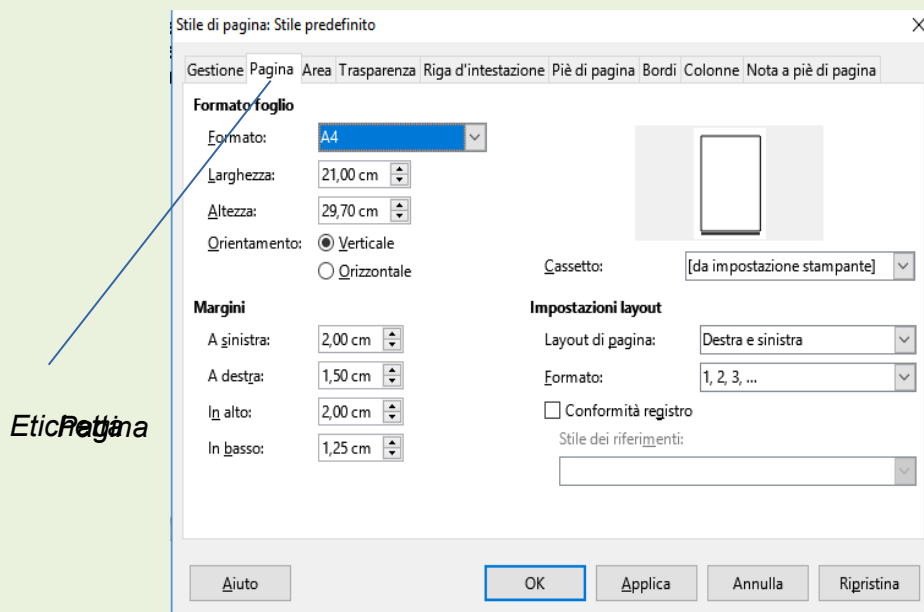 Stile di pagina: Stile predefinito
Gestione Pagina Area Trasparenza Riga d'intestazione Piè di pagina Bordi Colonne Nota a piè di pagina
Formato foglio
Formato: A4
Larghezza: 21,00 cm
Altezza: 29,70 cm
Orientamento: Verticale
Orizzontale
Cassetto: [da impostazione stampante]
Margini
A sinistra: 2,00 cm
A destra: 1,50 cm
In alto: 2,00 cm
In basso: 1,25 cm
Impostazioni layout
Layout di pagina: Destra e sinistra
Formato: 1, 2, 3, ...
Conformità registro
Stile dei riferimenti:
Etichetta Pagina
Aiuto OK Applica Annulla Ripristina